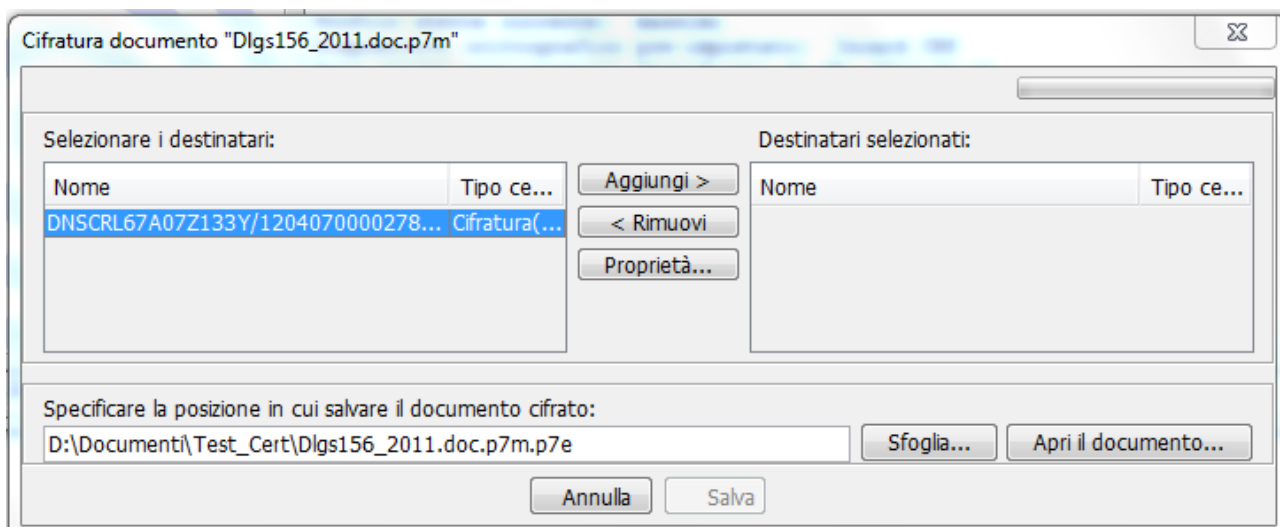 Cifratura documento "Dlgs156_2011.doc.p7m"
Selezionare i destinatari:
Destinatari selezionati:
Nome Tipo ce...
Aggiungi >
Nome Tipo ce...
DNSCRL67A07Z133Y/1204070000278... Cifratura(...
< Rimuovi
Proprietà...
Specificare la posizione in cui salvare il documento cifrato:
D:\Documenti\Test_Cert\Dlgs156_2011.doc.p7m.p7e
Sfoglia...
Apri il documento...
Annulla
Salva